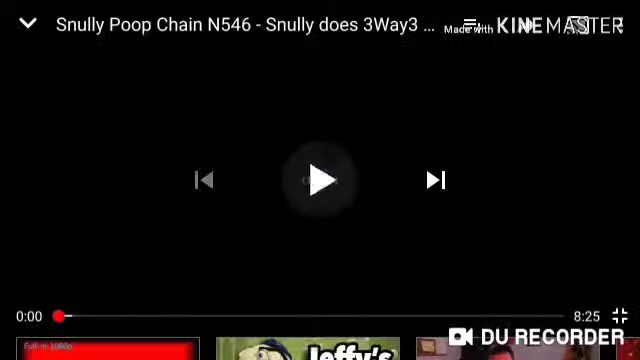 Snully Poop Chain N546 - Snully does 3Way3 ...
Made with KINEMASTER
0:00
8:25
DU RECORDER
Full m 1080p
Jeffy's